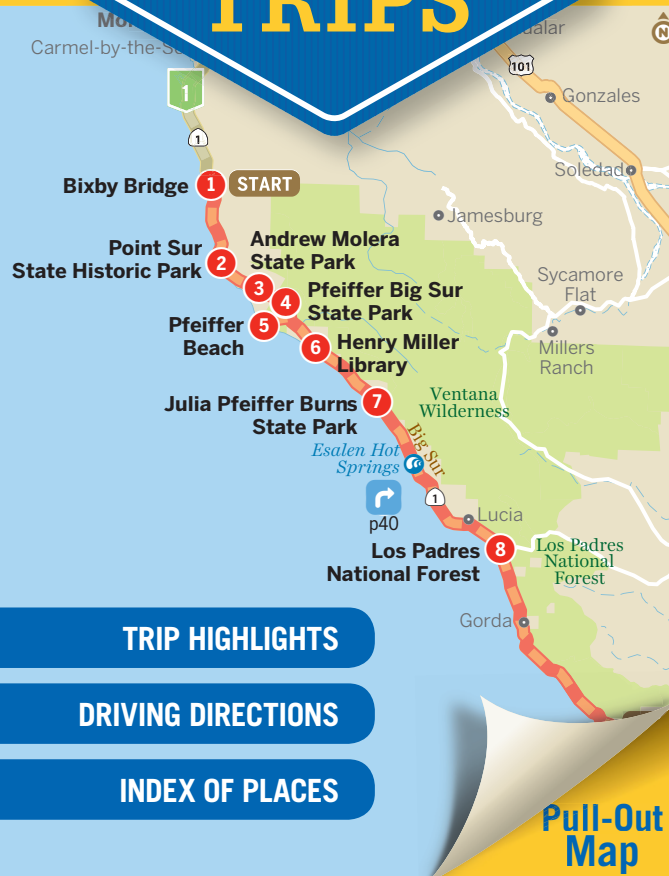 TRIPS
Carmel-by-the-S
101
Gonzales
1
1
Soledad
Bixby Bridge 1 START
Jamesburg
Point Sur
State Historic Park 2
Andrew Molera
State Park
3
Sycamore
Flat
4 Pfeiffer Big Sur
State Park
Pfeiffer
Beach
5
6 Henry Miller
Library
Millers
Ranch
Julia Pfeiffer Burns
State Park
7
Ventana
Wilderness
Big Sur
Esalen Hot
Springs
1
p40
Lucia
Los Padres
National Forest
8
Los Padres
National
Forest
Gorda
TRIP HIGHLIGHTS
DRIVING DIRECTIONS
INDEX OF PLACES
Pull-Out
Map